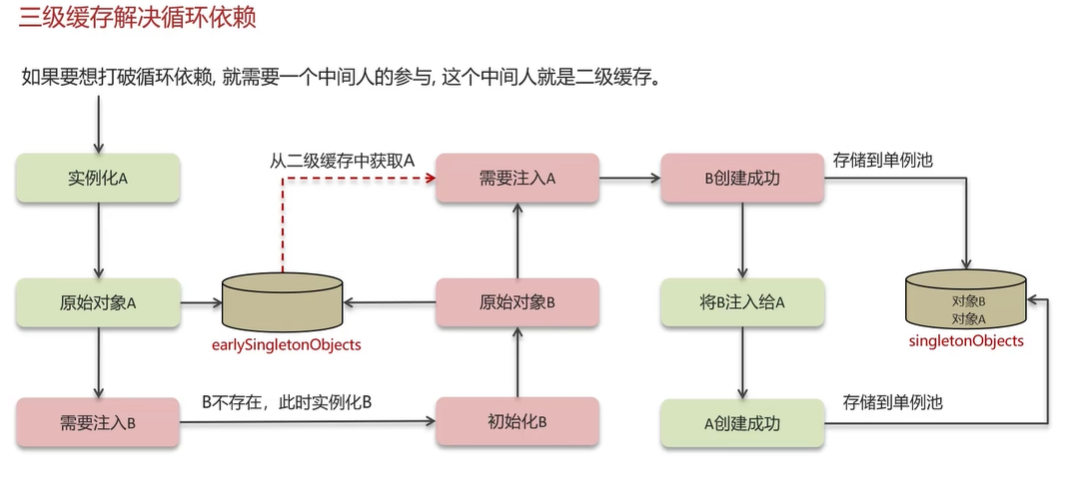 三级缓存解决循环依赖
如果要想打破循环依赖, 就需要一个中间人的参与, 这个中间人就是二级缓存。
实例化A
从二级缓存中获取A
需要注入A
B创建成功
存储到单例池
原始对象A
earlySingletonObjects
原始对象B
将B注入给A
对象B
对象A
singletonObjects
需要注入B
B不存在，此时实例化B
初始化B
A创建成功
存储到单例池